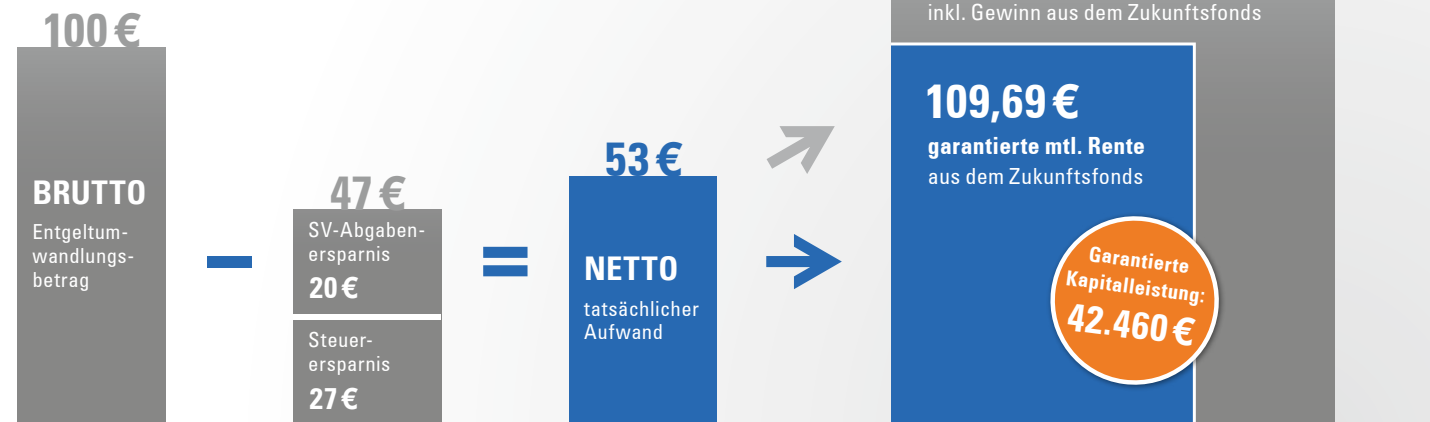 100 €
BRUTTO
Entgeltum-
wandlungs-
betrag
47 €
SV-Abgaben-
ersparnis
20 €
Steuer-
ersparnis
27 €
53 €
NETTO
tatsächlicher
Aufwand
inkl. Gewinn aus dem Zukunftsfonds
109,69 €
garantierte mtl. Rente
aus dem Zukunftsfonds
Garantierte
Kapitalleistung:
42.460 €